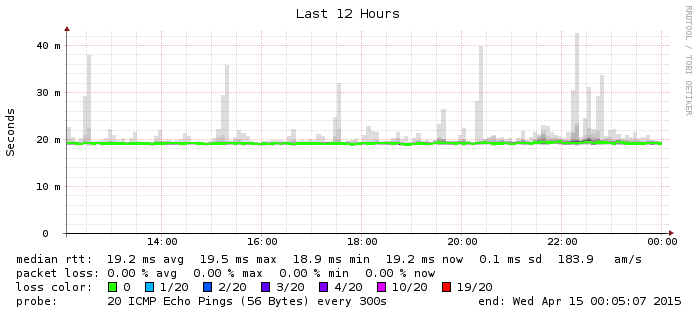 Last 12 Hours
RRDTOOL / TOBI OETIKER
Seconds
40 m
30 m
20 m
10 m
0
14:00 16:00 18:00 20:00 22:00 00:00
median rtt: 19.2 ms avg 19.5 ms max 18.9 ms min 19.2 ms now 0.1 ms sd 183.9 am/s
packet loss: 0.00 % avg 0.00 % max 0.00 % min 0.00 % now
loss color: 0 1/20 2/20 3/20 4/20 10/20 19/20
probe: 20 ICMP Echo Pings (56 Bytes) every 300s end: Wed Apr 15 00:05:07 2015